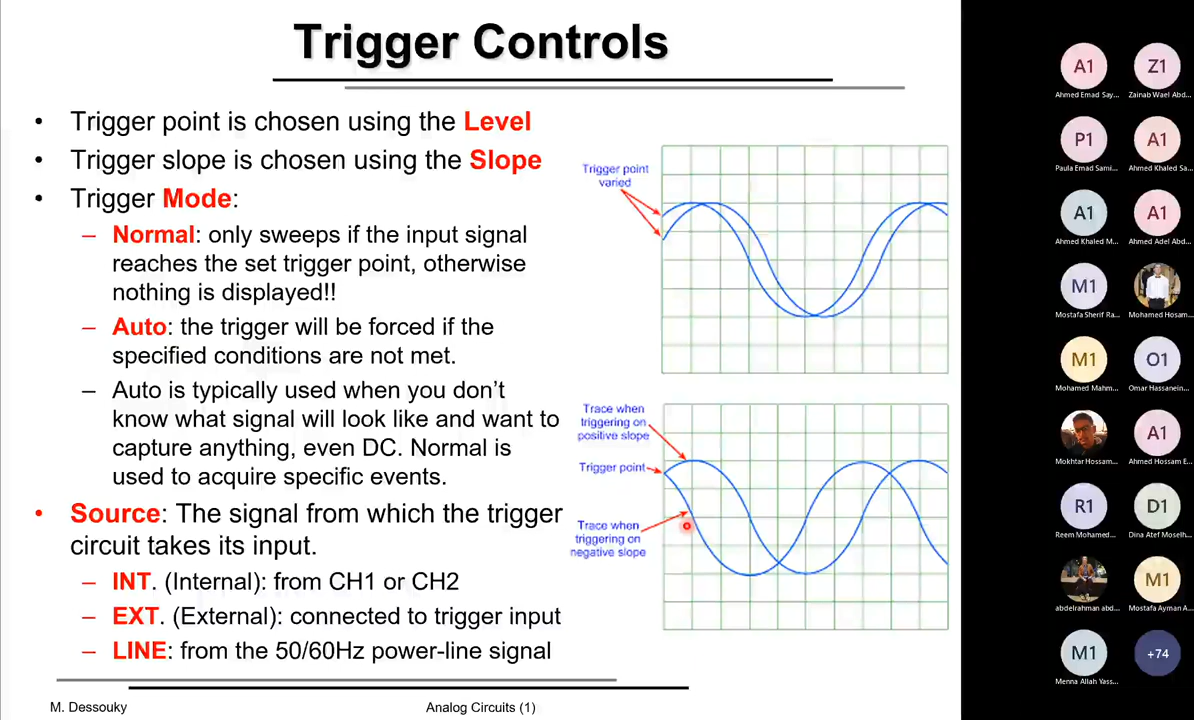 Trigger Controls
• Trigger point is chosen using the Level
• Trigger slope is chosen using the Slope
• Trigger Mode:
– Normal: only sweeps if the input signal
reaches the set trigger point, otherwise
nothing is displayed!!
– Auto: the trigger will be forced if the
specified conditions are not met.
– Auto is typically used when you don’t
know what signal will look like and want to
capture anything, even DC. Normal is
used to acquire specific events.
• Source: The signal from which the trigger
circuit takes its input.
– INT. (Internal): from CH1 or CH2
– EXT. (External): connected to trigger input
– LINE: from the 50/60Hz power-line signal
Trigger point
varied
Trace when
triggering on
positive slope
Trigger point
Trace when
triggering on
negative slope
M. Dessouky
Analog Circuits (1)
A1
Z1
Ahmed Emad Say...
Zainab Wael Abd...
P1
A1
Paula Emad Sami...
Ahmed Khaled Sa...
A1
A1
Ahmed Khaled M...
Ahmed Adel Abd...
M1
Mostafa Sherif Ra...
Mohamed Hosam...
M1
O1
Mohamed Mahm...
Omar Hassanein...
A1
Mokhtar Hossam...
Ahmed Hossam E...
R1
D1
Reem Mohamed...
Dina Atef Moselh...
M1
abdelrahman abd...
Mostafa Ayman A...
M1
+74
Menna Allah Yass...